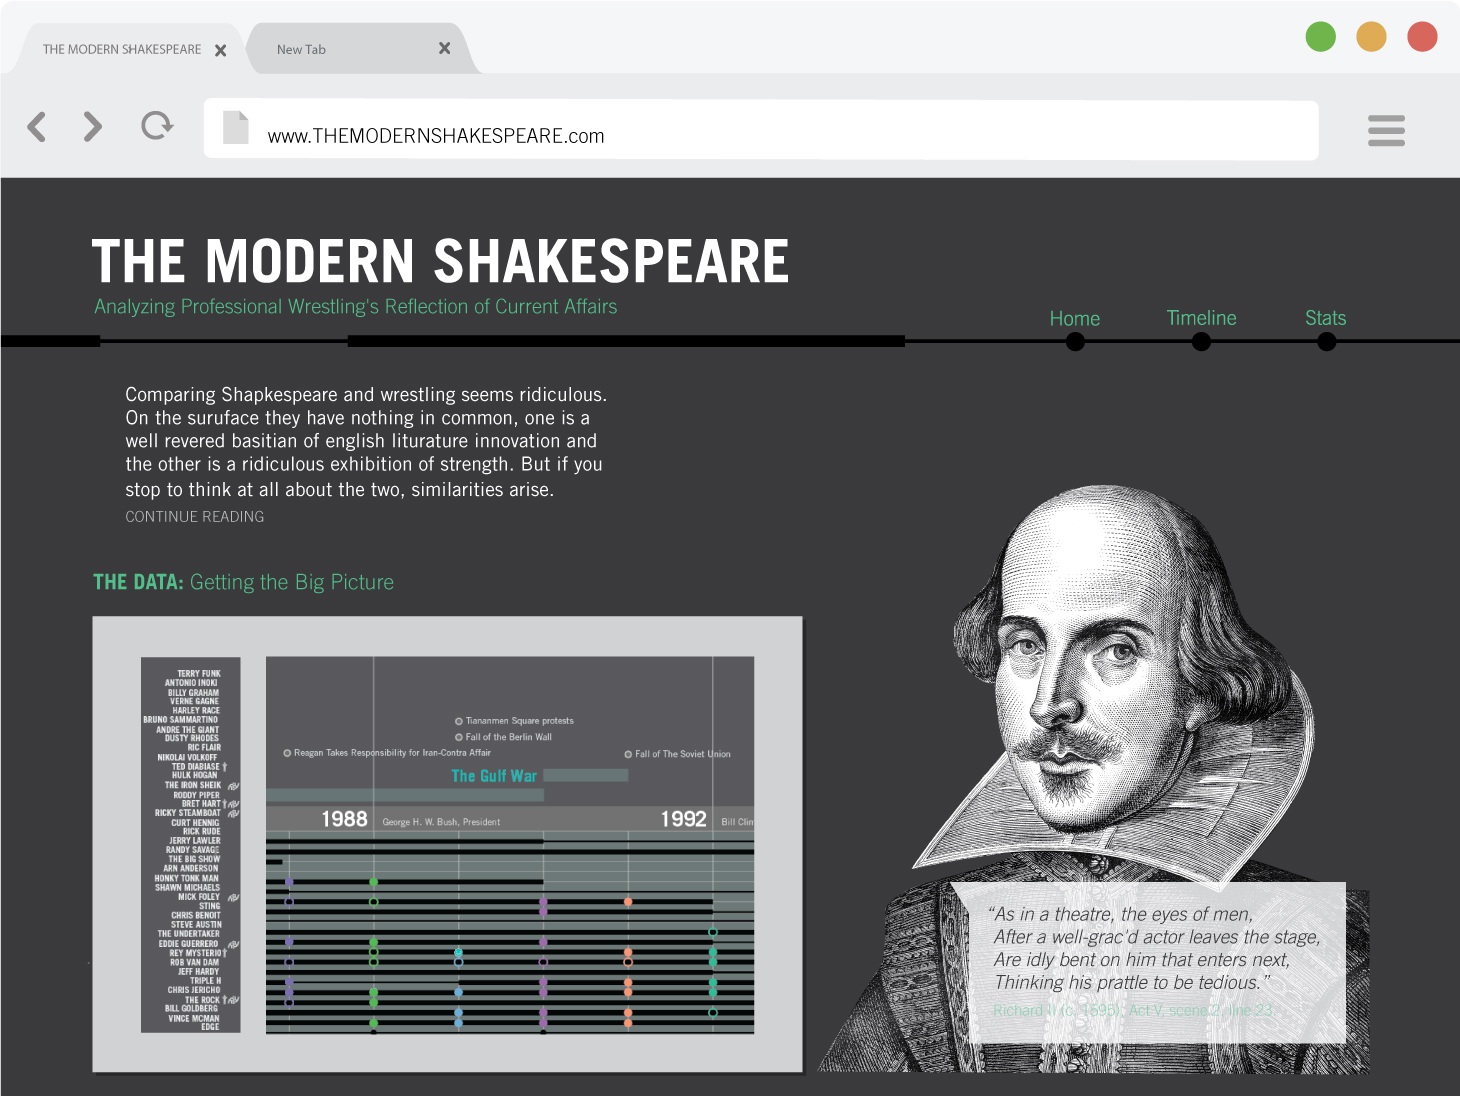 THE MODERN SHAKESPEARE
New Tab
www.THEMODERNSHAKESPEARE.com
THE MODERN SHAKESPEARE
Analyzing Professional Wrestling's Reflection of Current Affairs
Home
Timeline
Stats
Comparing Shapkespeare and wrestling seems ridiculous.
On the suruface they have nothing in common, one is a
well revered basitian of english liturature innovation and
the other is a ridiculous exhibition of strength. But if you
stop to think at all about the two, similarities arise.
CONTINUE READING
THE DATA: Getting the Big Picture
TERRY FUNK
ANTONIO INOKI
BILLY GRAHAM
VERNE GAGNE
HARLEY RACE
BRUNO SAMMARTINO
ANDRE THE GIANT
DUSTY RHODES
RIC FLAIR
NIKOLAI VOLKOFF
TED DIABIASE
HULK HOGAN
THE IRON SHEIK
RODDY PIPER
BRET HART
RICKY STEAMBOAT
CURT HENNIG
RICK RUDE
JERRY LAWLER
RANDY SAVAGE
THE BIG SHOW
ARN ANDERSON
HONKY TONK MAN
SHAWN MICHAELS
MICK FOLEY
STING
CHRIS BENOIT
STEVE AUSTIN
THE UNDERTAKER
EDDIE GUERRERO
REY MYSTERIO
ROB VAN DAM
JEFF HARDY
TRIPLE H
CHRIS JERICHO
THE ROCK
BILL GOLDBERG
VINCE MCMAN
EDGE
Tiananmen Square protests
Fall of the Berlin Wall
Reagan Takes Responsibility for Iran-Contra Affair
Fall of The Soviet Union
The Gulf War
1988 George H. W. Bush, President
1992 Bill Clin
“As in a theatre, the eyes of men,
After a well-grac'd actor leaves the stage,
Are idly bent on him that enters next,
Thinking his prattle to be tedious.”
Richard II (c. 1595), Act V, scene 2, line 23.